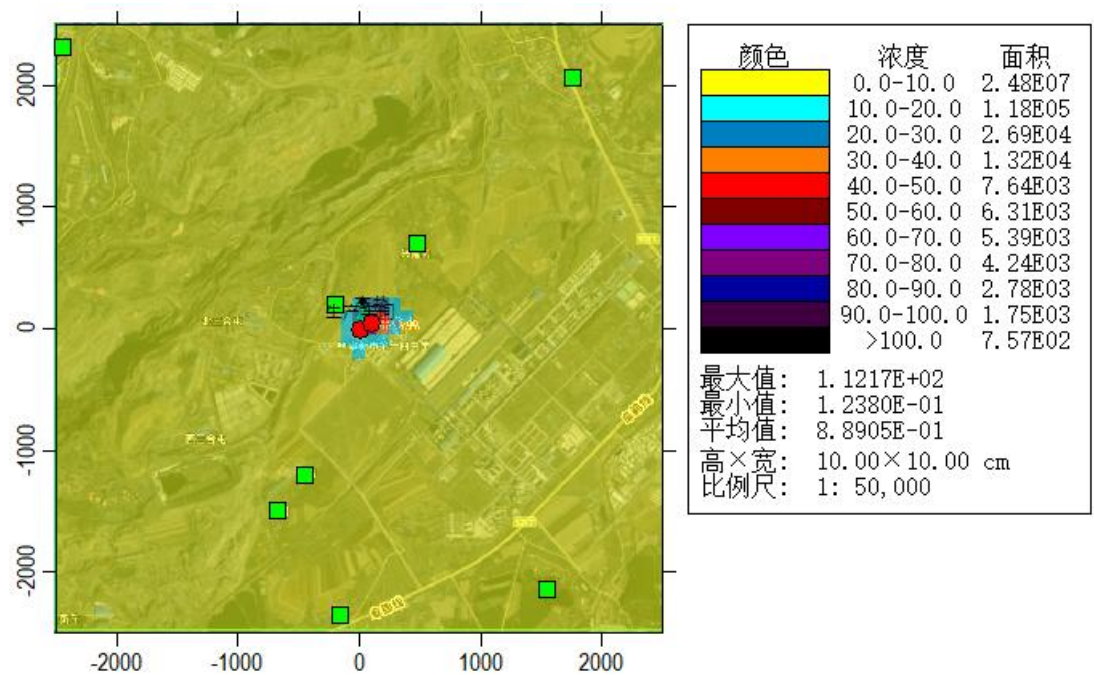 颜色 浓度 面积
0.0-10.0 2.48E07
10.0-20.0 1.18E05
20.0-30.0 2.69E04
30.0-40.0 1.32E04
40.0-50.0 7.64E03
50.0-60.0 6.31E03
60.0-70.0 5.39E03
70.0-80.0 4.24E03
80.0-90.0 2.78E03
90.0-100.0 1.75E03
>100.0 7.57E02
最大值: 1.1217E+02
最小值: 1.2380E-01
平均值: 8.8905E-01
高×宽: 10.00×10.00 cm
比例尺: 1: 50,000
2000
1000
0
-1000
-2000
-2000 -1000 0 1000 2000